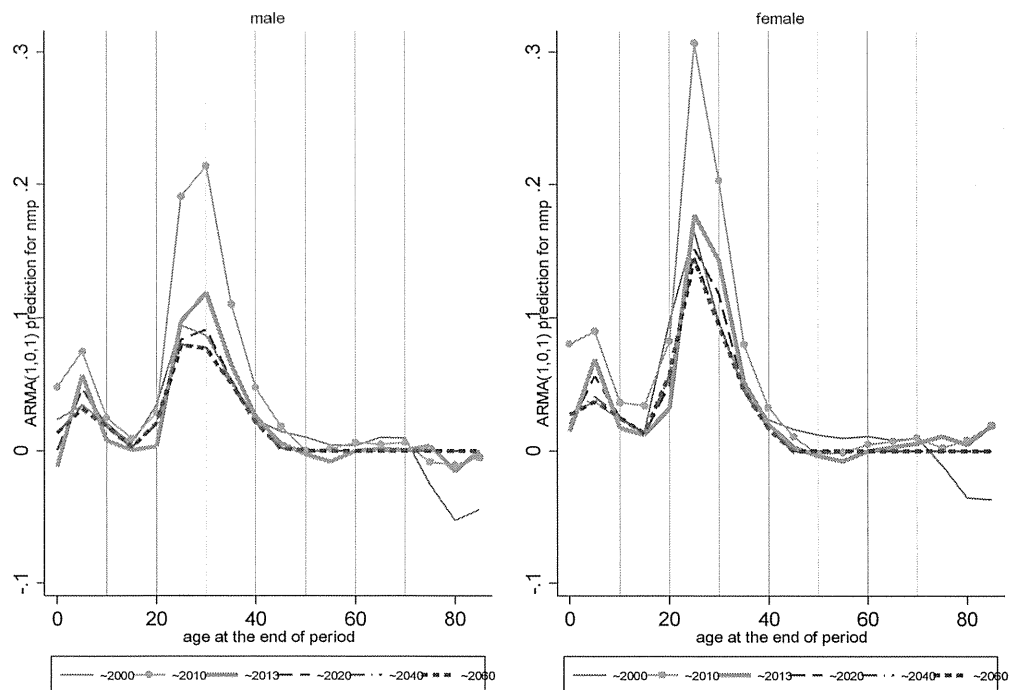 male
ARMA(1,0,1) prediction for nmp
.3
.2
.1
0
-.1
0 20 40 60 80
age at the end of period
~2000 ~2010 ~2013 ~2020 ~2040 ~2060
female
ARMA(1,0,1) prediction for nmp
.3
.2
.1
0
-.1
0 20 40 60 80
age at the end of period
~2000 ~2010 ~2013 ~2020 ~2040 ~2060